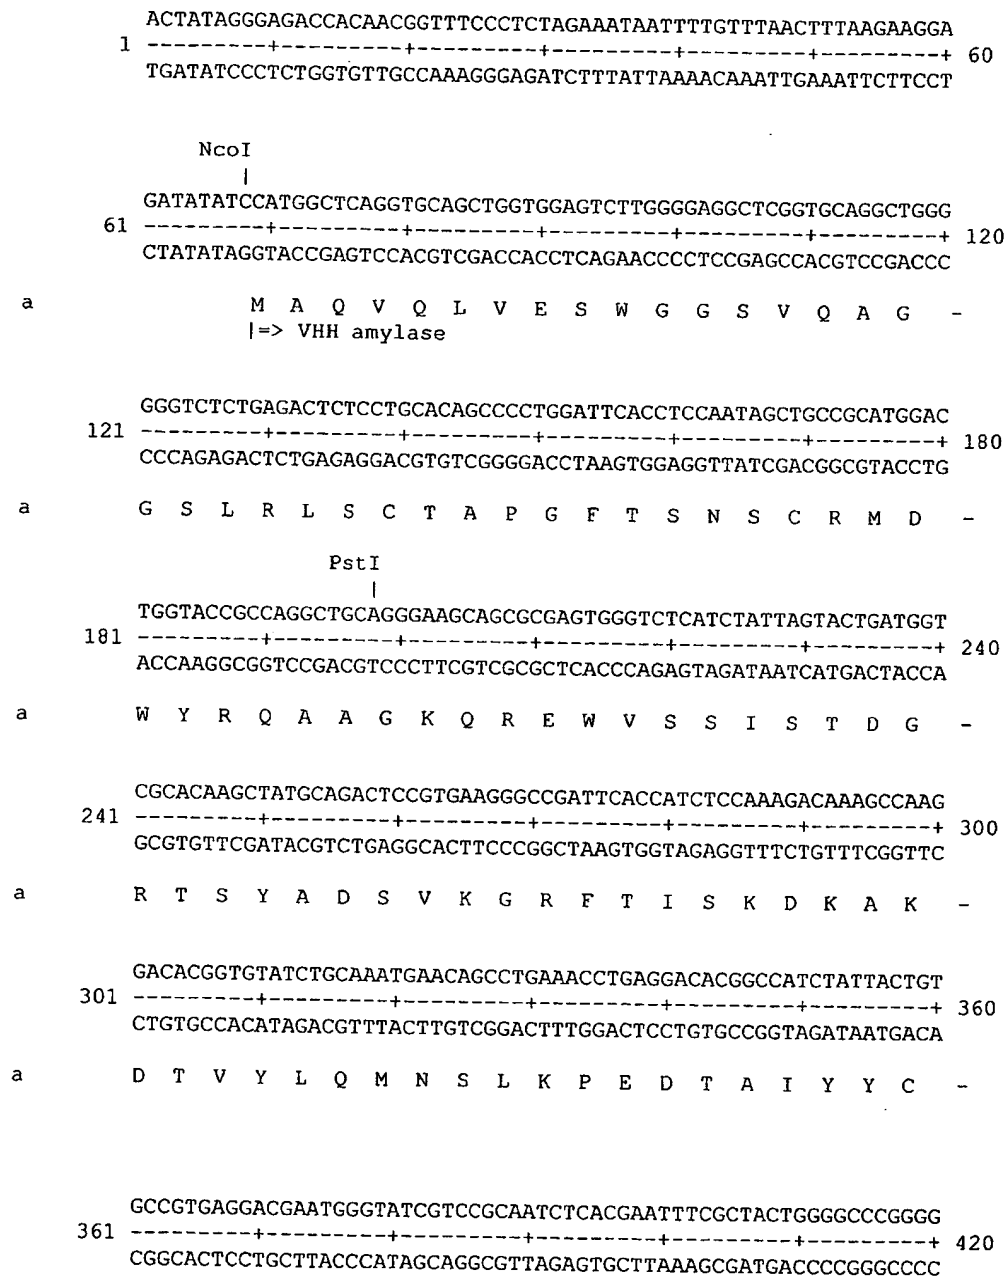 ACTATAGGGAGACCACAACGGTTTCCCTCTAGAAATAATTTTGTTTAACTTTAAGAAGGA
1 ---------+---------+---------+---------+---------+---------+ 60
TGATATCCCTCTGGTGTTGCCAAAGGGAGATCTTTATTAAAACAAATTGAAATTCTTCCT
NcoI
|
GATATATCCATGGCTCAGGTGCAGCTGGTGGAGTCTTGGGGAGGCTCGGTGCAGGCTGGG
61 ---------+---------+---------+---------+---------+---------+ 120
CTATATAGGTACCGAGTCCACGTCGACCACCTCAGAACCCCTCCGAGCCACGTCCGACCC
a M A Q V Q L V E S W G G S V Q A G -
|=> VHH amylase
GGGTCTCTGAGACTCTCCTGCACAGCCCCTGGATTCACCTCCAATAGCTGCCGCATGGAC
121 ---------+---------+---------+---------+---------+---------+ 180
CCCAGAGACTCTGAGAGGACGTGTCGGGGACCTAAGTGGAGGTTATCGACGGCGTACCTG
a G S L R L S C T A P G F T S N S C R M D -
PstI
|
TGGTACCGCCAGGCTGCAGGGAAGCAGCGCGAGTGGGTCTCATCTATTAGTACTGATGGT
181 ---------+---------+---------+---------+---------+---------+ 240
ACCAAGGCGGTCCGACGTCCCTTCGTCGCGCTCACCCAGAGTAGATAATCATGACTACCA
a W Y R Q A A G K Q R E W V S S I S T D G -
CGCACAAGCTATGCAGACTCCGTGAAGGGCCGATTCACCATCTCCAAAGACAAAGCCAAG
241 ---------+---------+---------+---------+---------+---------+ 300
GCGTGTTCGATACGTCTGAGGCACTTCCCGGCTAAGTGGTAGAGGTTTCTGTTTCGGTTC
a R T S Y A D S V K G R F T I S K D K A K -
GACACGGTGTATCTGCAAATGAACAGCCTGAAACCTGAGGACACGGCCATCTATTACTGT
301 ---------+---------+---------+---------+---------+---------+ 360
CTGTGCCACATAGACGTTTACTTGTCGGACTTTGGACTCCTGTGCCGGTAGATAATGACA
a D T V Y L Q M N S L K P E D T A I Y Y C -
GCCGTGAGGACGAATGGGTATCGTCCGCAATCTCACGAATTTCGCTACTGGGGCCCGGGG
361 ---------+---------+---------+---------+---------+---------+ 420
CGGCACTCCTGCTTACCCATAGCAGGCGTTAGAGTGCTTAAAGCGATGACCCCGGGCCCC